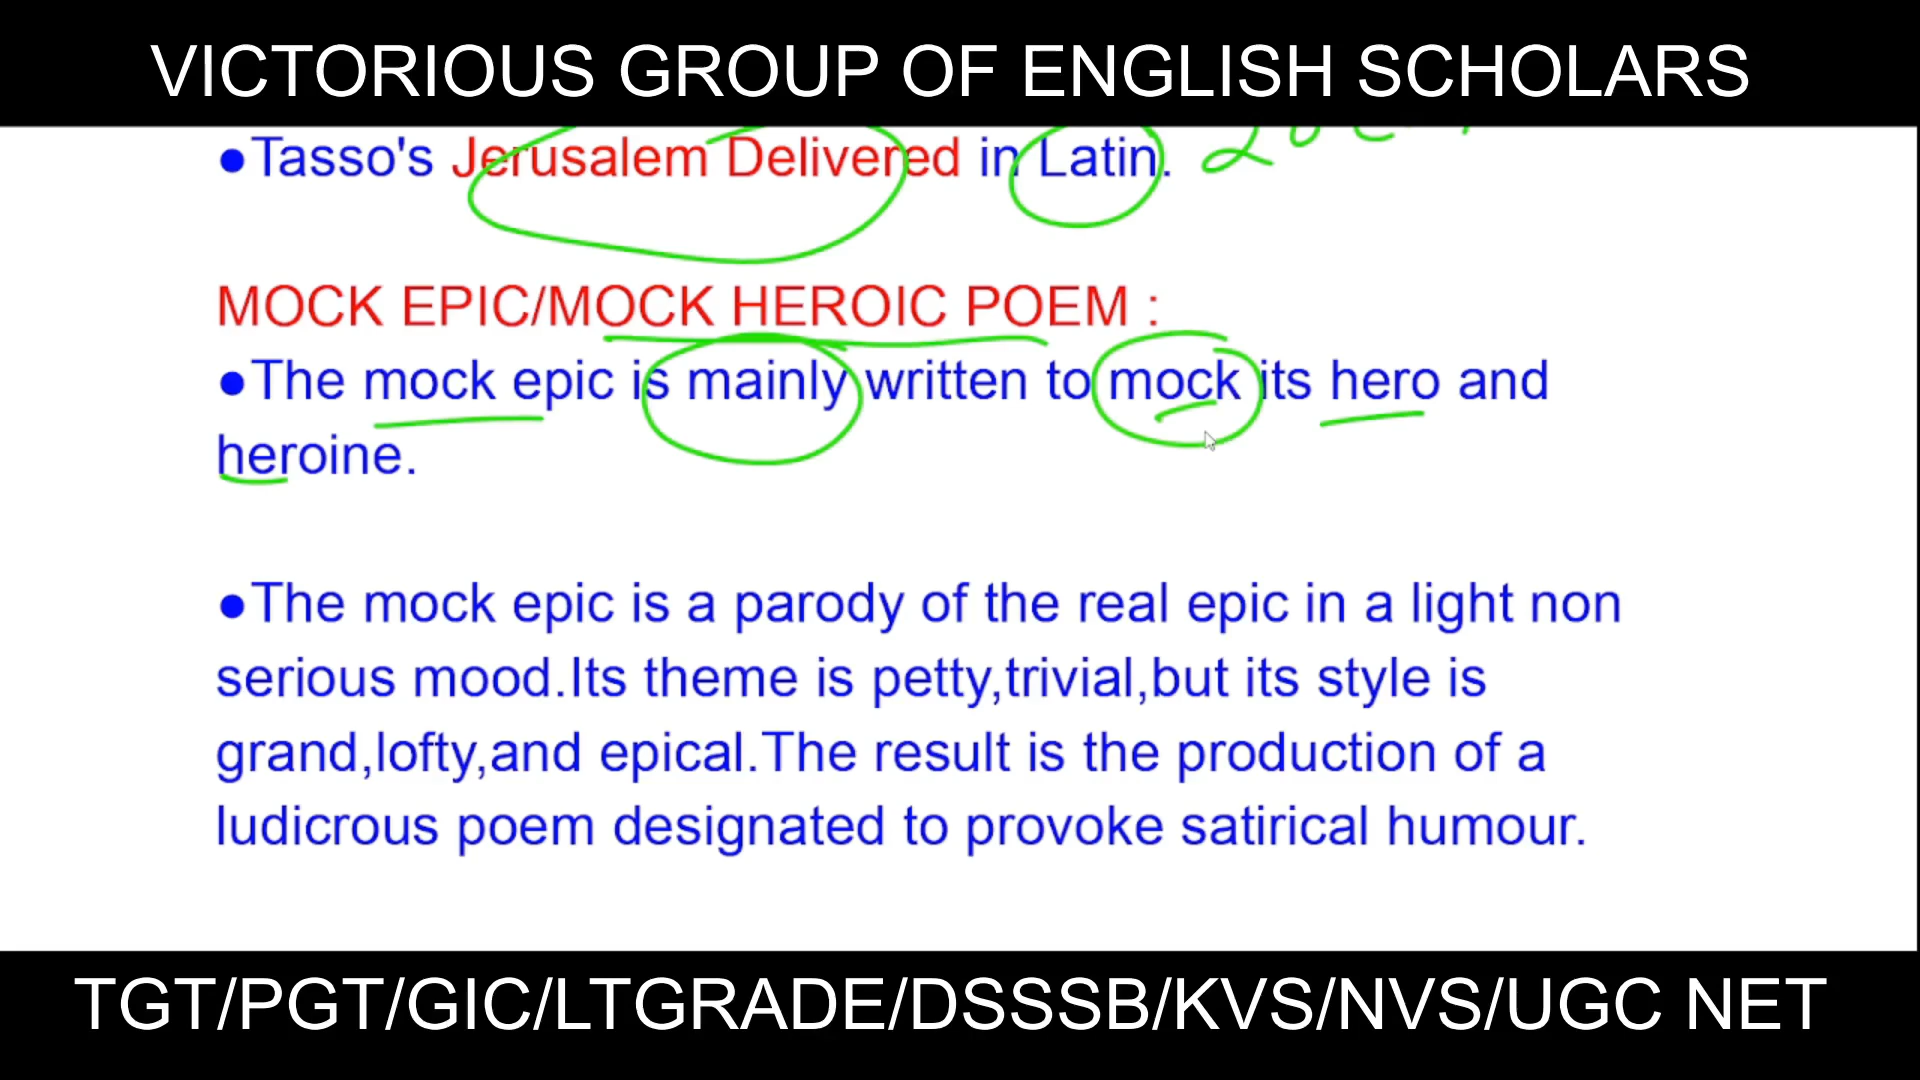 VICTORIOUS GROUP OF ENGLISH SCHOLARS
●Tasso's Jerusalem Delivered in Latin.
MOCK EPIC/MOCK HEROIC POEM :
●The mock epic is mainly written to mock its hero and
heroine.
●The mock epic is a parody of the real epic in a light non
serious mood.Its theme is petty,trivial,but its style is
grand,lofty,and epical.The result is the production of a
ludicrous poem designated to provoke satirical humour.
TGT/PGT/GIC/LTGRADE/DSSSB/KVS/NVS/UGC NET